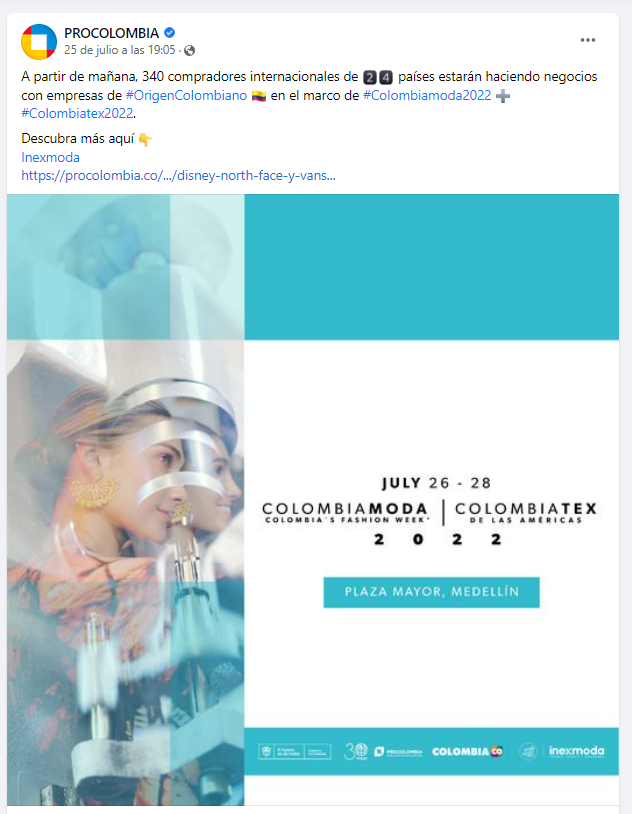 PROCOLOMBIA
25 de julio a las 19:05 ·
A partir de mañana, 340 compradores internacionales de 2️⃣4️⃣ países estarán haciendo negocios
con empresas de #OrigenColombiano 🇨🇴 en el marco de #Colombiamoda2022 ➕
#Colombiatex2022.
Descubra más aquí 👇
Inexmoda
https://procolombia.co/.../disney-north-face-y-vans...
JULY 26 - 28
COLOMBIAMODA | COLOMBIATEX
COLOMBIA'S FASHION WEEK* DE LAS AMÉRICAS
2 0 2 2
PLAZA MAYOR, MEDELLÍN
30 PROCOLOMBIA COLOMBIA CO inexmoda